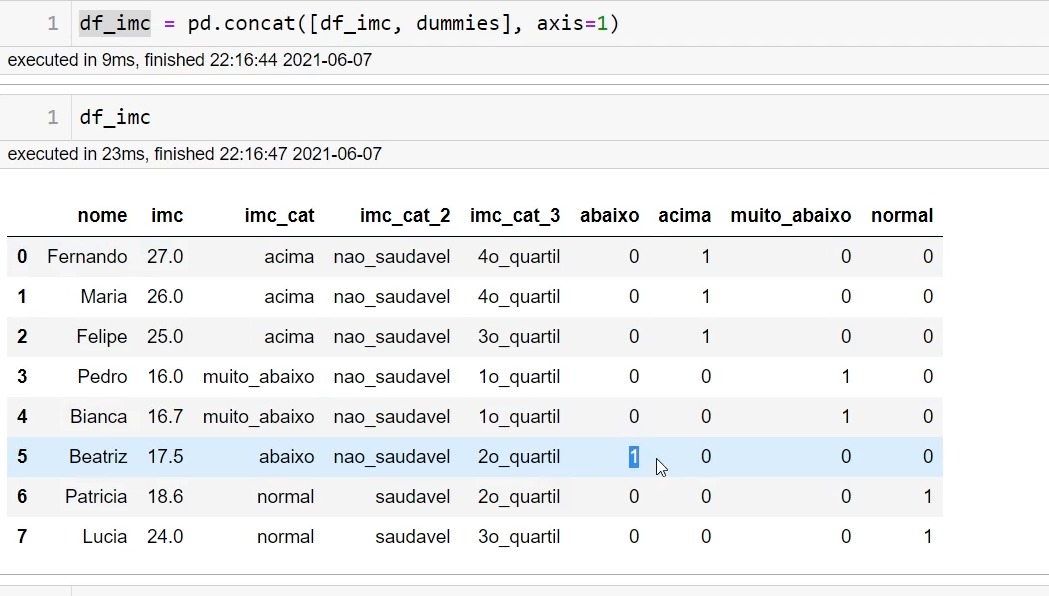 1 df_imc = pd.concat([df_imc, dummies], axis=1)
executed in 9ms, finished 22:16:44 2021-06-07
1 df_imc
executed in 23ms, finished 22:16:47 2021-06-07
nome imc imc_cat imc_cat_2 imc_cat_3 abaixo acima muito_abaixo normal
0 Fernando 27.0 acima nao_saudavel 4o_quartil 0 1 0 0
1 Maria 26.0 acima nao_saudavel 4o_quartil 0 1 0 0
2 Felipe 25.0 acima nao_saudavel 3o_quartil 0 1 0 0
3 Pedro 16.0 muito_abaixo nao_saudavel 1o_quartil 0 0 1 0
4 Bianca 16.7 muito_abaixo nao_saudavel 1o_quartil 0 0 1 0
5 Beatriz 17.5 abaixo nao_saudavel 2o_quartil 1 0 0 0
6 Patricia 18.6 normal saudavel 2o_quartil 0 0 0 1
7 Lucia 24.0 normal saudavel 3o_quartil 0 0 0 1